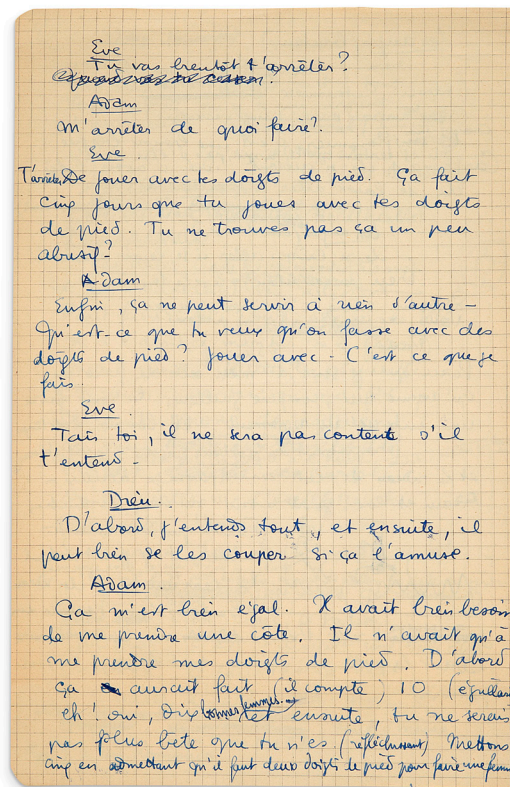 Eve
Tu vas bientôt t'arrêter?
Adam
M'arrêter de quoi faire?
Eve
T'arrêter De jouer avec tes doigts de pied. Ça fait
cinq jours que tu joues avec tes doigts
de pied. Tu ne trouves pas ça un peu
abusif?
Adam
Enfin, ça ne peut servir à rien d'autre -
Qu'est-ce que tu veux qu'on fasse avec des
doigts de pied? Jouer avec - C'est ce que je
fais.
Eve
Tais toi, il ne sera pas content s'il
t'entend -
Dieu.
D'abord, j'entends tout, et ensuite, il
peut bien se les couper si ça l'amuse.
Adam.
Ça m'est bien égal. Il avait bien besoin
de me prendre une côte. Il n'avait qu'à
me prendre mes doigts de pied. D'abord
ça aurait fait (il compte) 10
eh! oui, dix bonnes femmes. et ensuite, tu ne serais
pas plus bête que tu n'es (réfléchissant) Mettons
cinq en admettant qu'il faut deux doigts de pied pour faire une